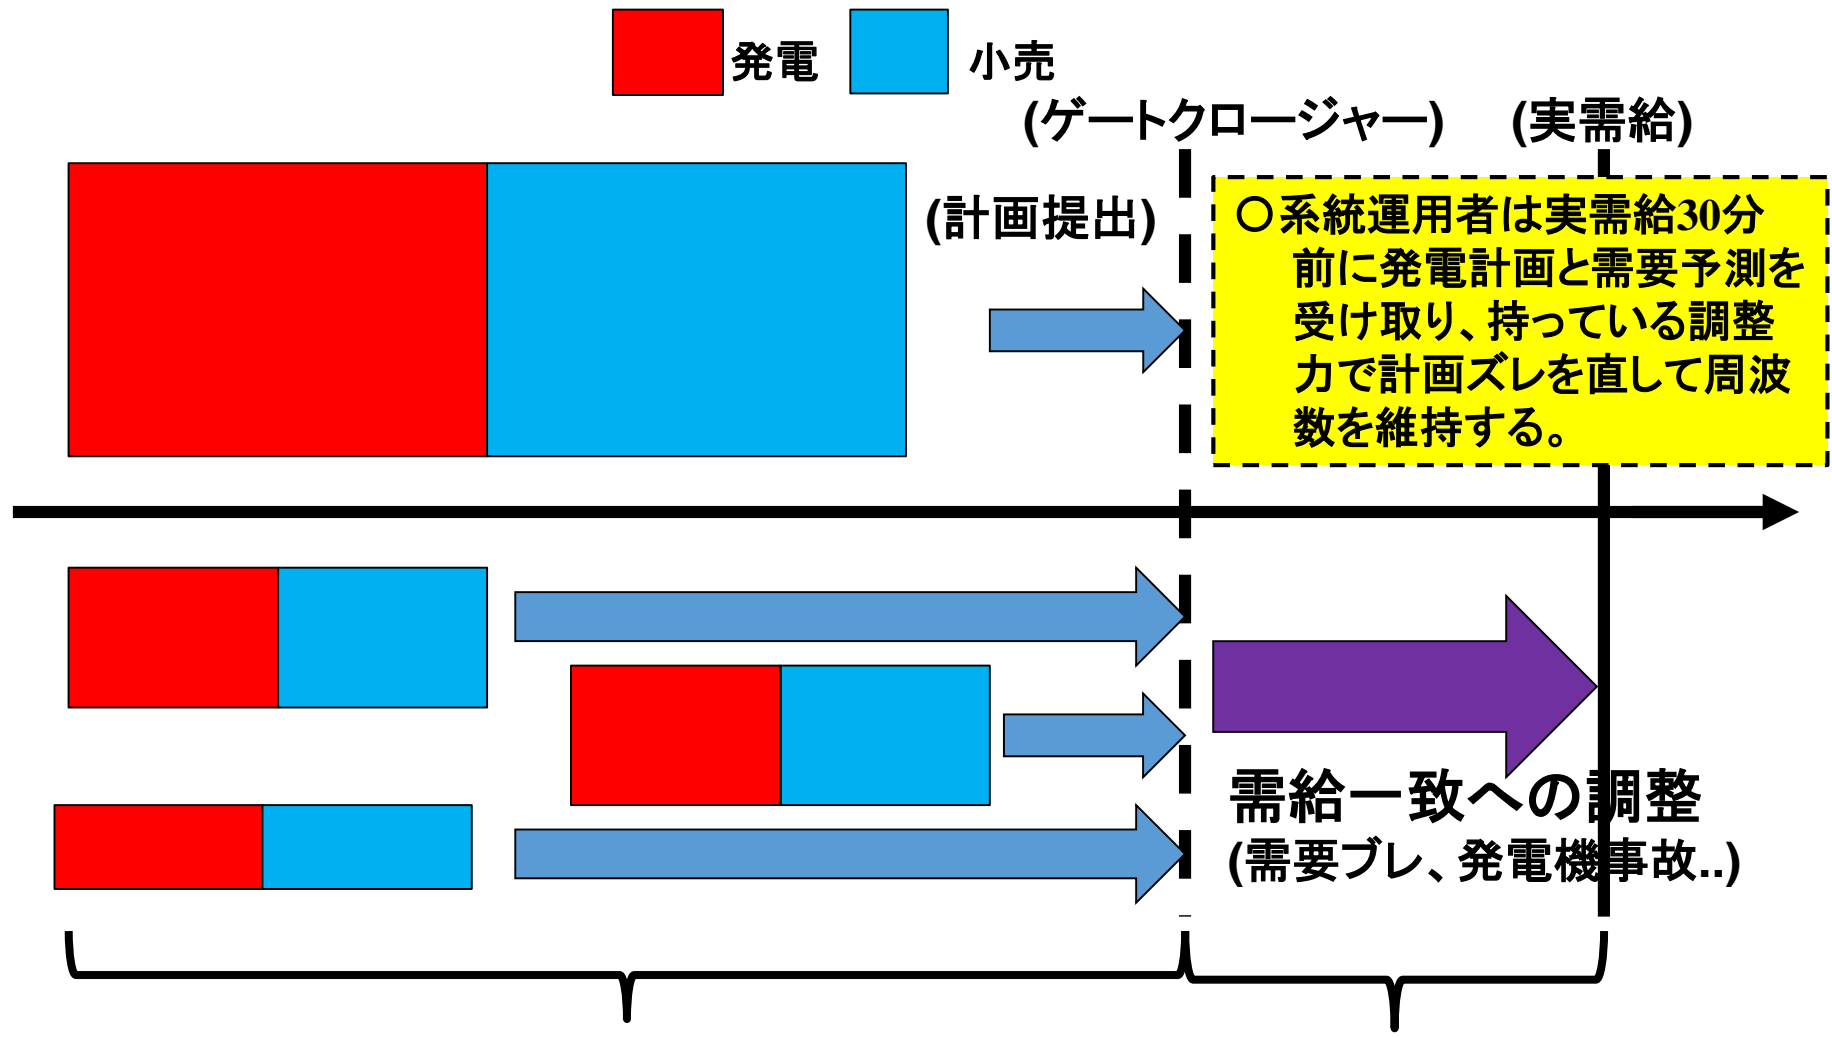 発電
小売
(ゲートクロージャー)
(実需給)
(計画提出)
〇系統運用者は実需給30分
前に発電計画と需要予測を
受け取り、持っている調整
力で計画ズレを直して周波
数を維持する。
需給一致への調整
(需要ブレ、発電機事故..)